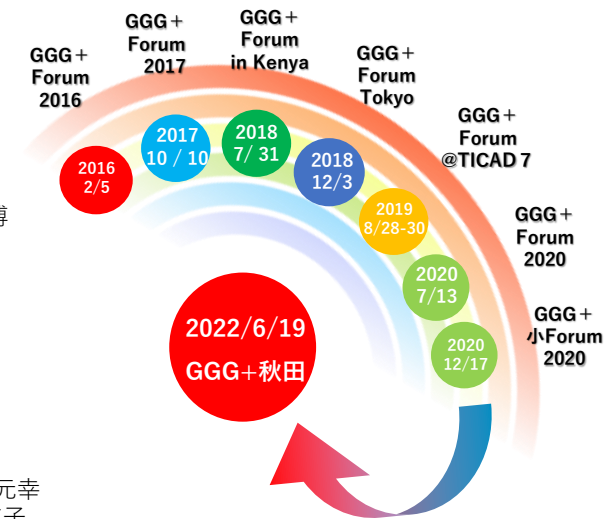 GGG+
Forum
2016
GGG+
Forum
2017
GGG+
Forum
in Kenya
GGG+
Forum
Tokyo
GGG+
Forum
@TICAD 7
GGG+
Forum
2020
GGG+
小Forum
2020
2016
2/5
2017
10 / 10
2018
7/ 31
2018
12/3
2019
8/28-30
2020
7/13
2020
12/17
2022/6/19
GGG+秋田
元幸